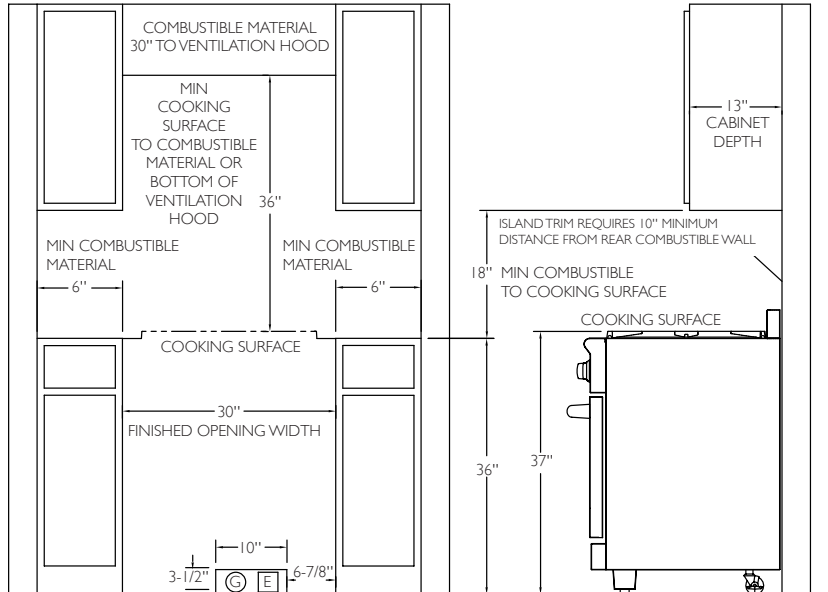 COMBUSTIBLE MATERIAL
30" TO VENTILATION HOOD
MIN
COOKING
SURFACE
TO COMBUSTIBLE
MATERIAL OR
BOTTOM OF
VENTILATION
HOOD
36"
MIN COMBUSTIBLE
MATERIAL
6"
MIN COMBUSTIBLE
MATERIAL
6"
COOKING SURFACE
30"
FINISHED OPENING WIDTH
10"
3-1/2"
G
E
6-7/8"
13"
CABINET
DEPTH
ISLAND TRIM REQUIRES 10" MINIMUM
DISTANCE FROM REAR COMBUSTIBLE WALL
18"
MIN COMBUSTIBLE
TO COOKING SURFACE
COOKING SURFACE
36"
37"